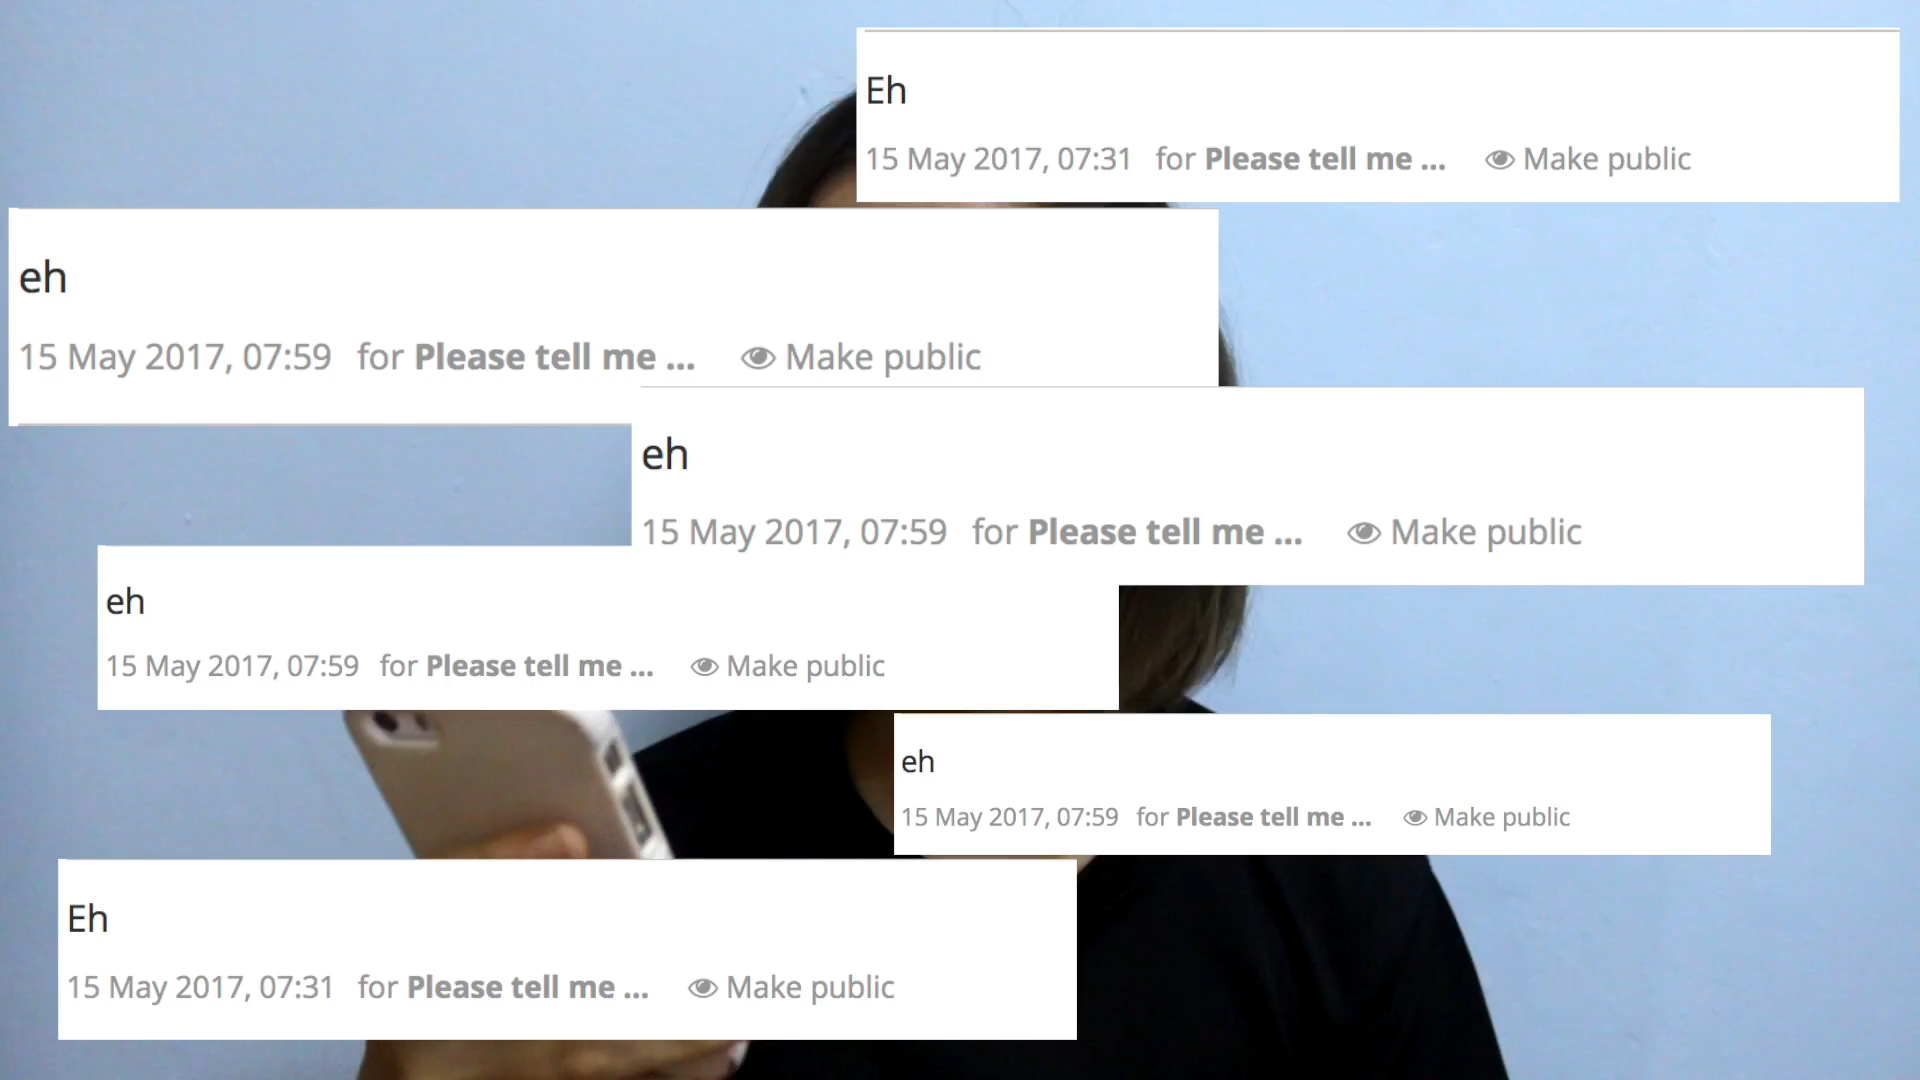 Eh
15 May 2017, 07:31 for Please tell me ... Make public
eh
15 May 2017, 07:59 for Please tell me ... Make public
eh
15 May 2017, 07:59 for Please tell me ... Make public
eh
15 May 2017, 07:59 for Please tell me ... Make public
eh
15 May 2017, 07:59 for Please tell me ... Make public
Eh
15 May 2017, 07:31 for Please tell me ... Make public